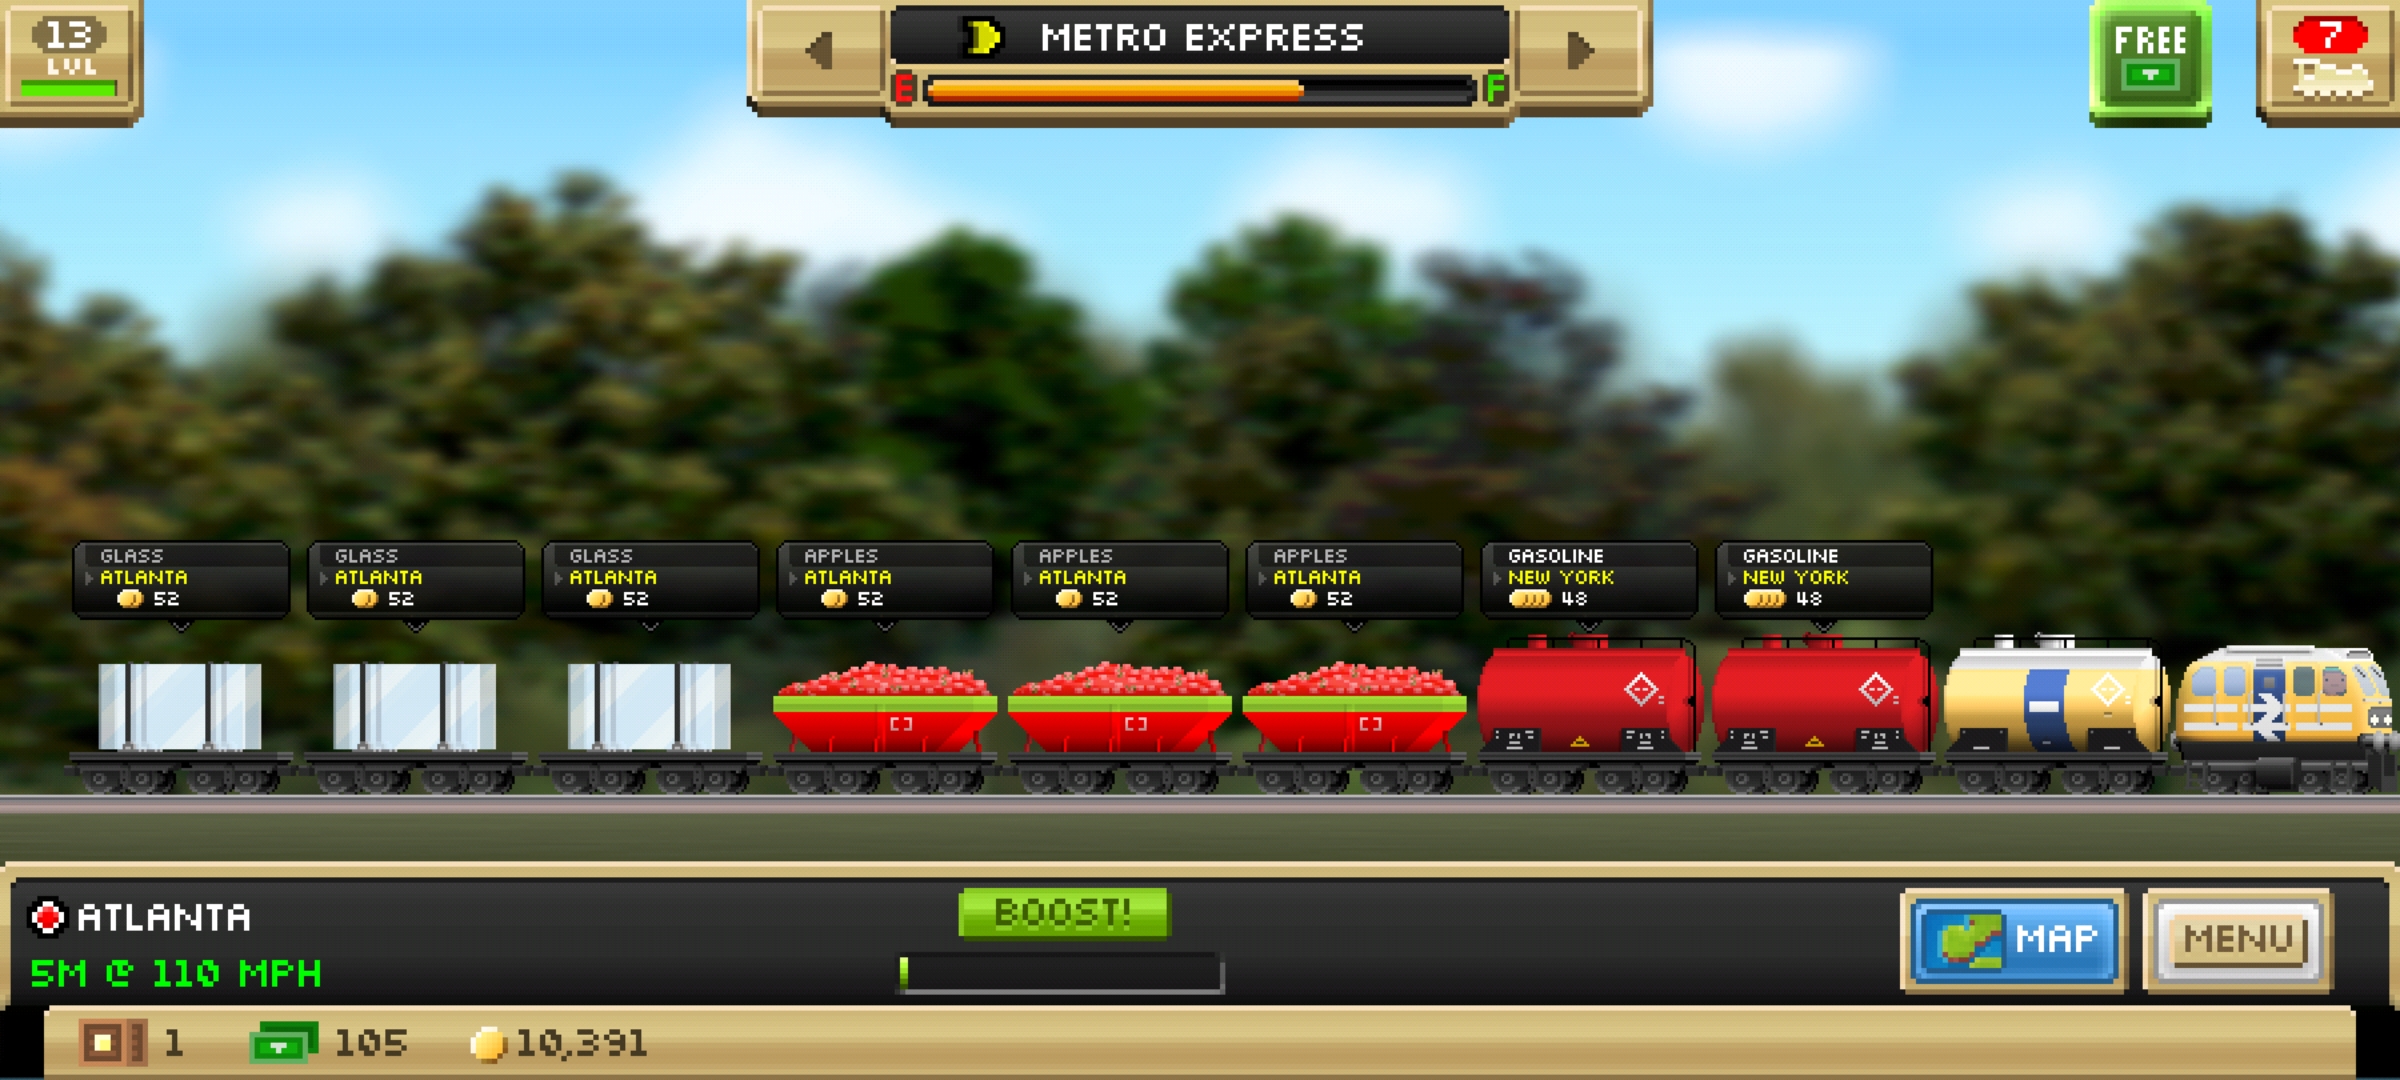 13
LVL
METRO EXPRESS
E
F
FREE
7
GLASS
ATLANTA
52
GLASS
ATLANTA
52
GLASS
ATLANTA
52
APPLES
ATLANTA
52
APPLES
ATLANTA
52
APPLES
ATLANTA
52
GASOLINE
NEW YORK
48
GASOLINE
NEW YORK
48
ATLANTA
5M @ 110 MPH
BOOST!
MAP
MENU
1
105
10,391